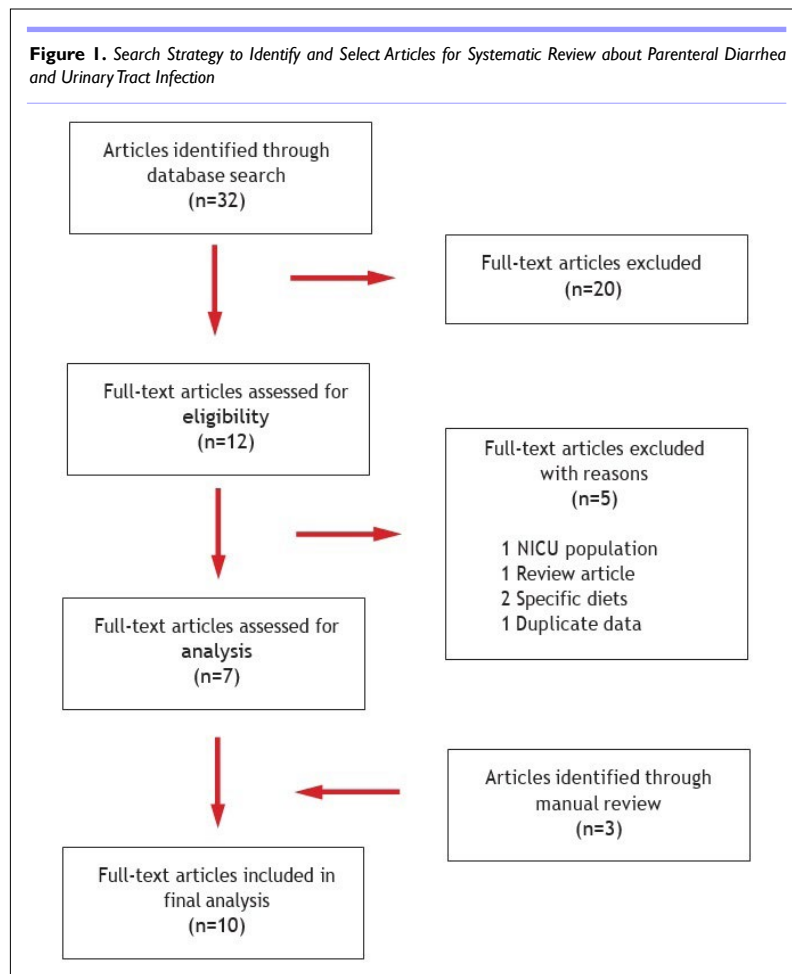 Figure 1. Search Strategy to Identify and Select Articles for Systematic Review about Parenteral Diarrhea
and Urinary Tract Infection
Articles identified through
database search
(n=32)
Full-text articles excluded
(n=20)
Full-text articles assessed for
eligibility
(n=12)
Full-text articles excluded
with reasons
(n=5)
1 NICU population
1 Review article
2 Specific diets
1 Duplicate data
Full-text articles assessed for
analysis
(n=7)
Articles identified through
manual review
(n=3)
Full-text articles included in
final analysis
(n=10)